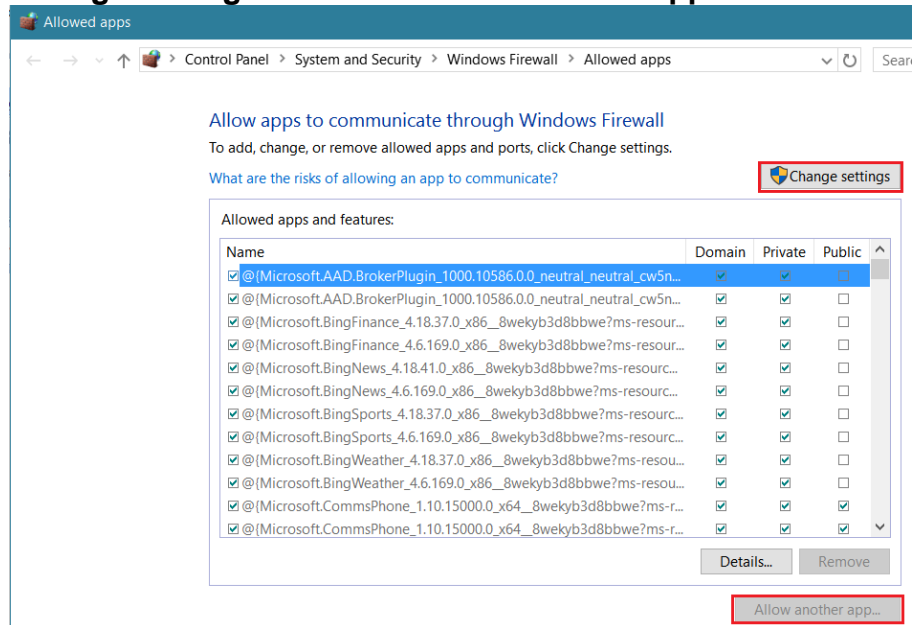 Allowed apps
Control Panel > System and Security > Windows Firewall > Allowed apps
Sear
Allow apps to communicate through Windows Firewall
To add, change, or remove allowed apps and ports, click Change settings.
What are the risks of allowing an app to communicate?
Change settings
Allowed apps and features:
Name Domain Private Public
@{Microsoft.AAD.BrokerPlugin_1000.10586.0.0_neutral_neutral_cw5n...
@{Microsoft.AAD.BrokerPlugin_1000.10586.0.0_neutral_neutral_cw5n...
@{Microsoft.BingFinance_4.18.37.0_x86__8wekyb3d8bbwe?ms-resour...
@{Microsoft.BingFinance_4.6.169.0_x86__8wekyb3d8bbwe?ms-resour...
@{Microsoft.BingNews_4.18.41.0_x86__8wekyb3d8bbwe?ms-resourc...
@{Microsoft.BingNews_4.6.169.0_x86__8wekyb3d8bbwe?ms-resourc...
@{Microsoft.BingSports_4.18.37.0_x86__8wekyb3d8bbwe?ms-resourc...
@{Microsoft.BingSports_4.6.169.0_x86__8wekyb3d8bbwe?ms-resourc...
@{Microsoft.BingWeather_4.18.37.0_x86__8wekyb3d8bbwe?ms-resou...
@{Microsoft.BingWeather_4.6.169.0_x86__8wekyb3d8bbwe?ms-resou...
@{Microsoft.CommsPhone_1.10.15000.0_x64__8wekyb3d8bbwe?ms-r...
@{Microsoft.CommsPhone_1.10.15000.0_x64__8wekyb3d8bbwe?ms-r...
Details... Remove
Allow another app...